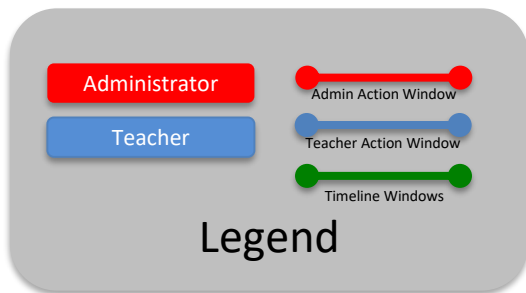 Administrator
Admin Action Window
Teacher
Teacher Action Window
Timeline Windows
Legend